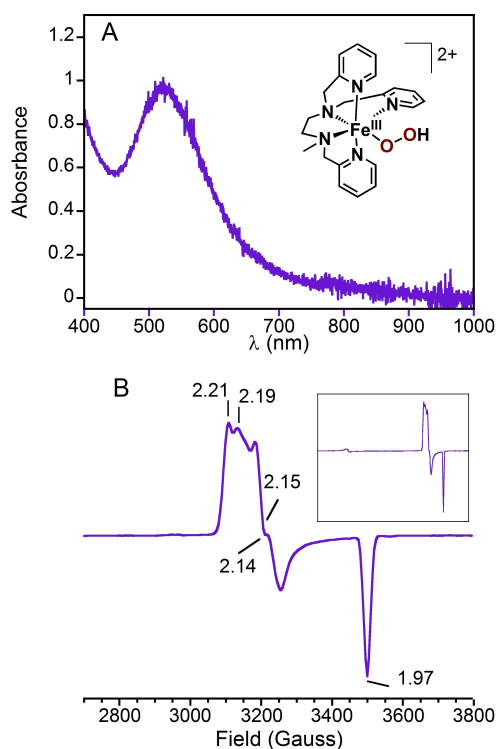 A
1.2
1
0.8
0.6
0.4
0.2
0
Abosrbance
400 500 600 700 800 900 1000
λ (nm)
2+
N
N
N
N
N
Fe
III
O
OH
B
2.21
2.19
2.15
2.14
1.97
2800 3000 3200 3400 3600 3800
Field (Gauss)